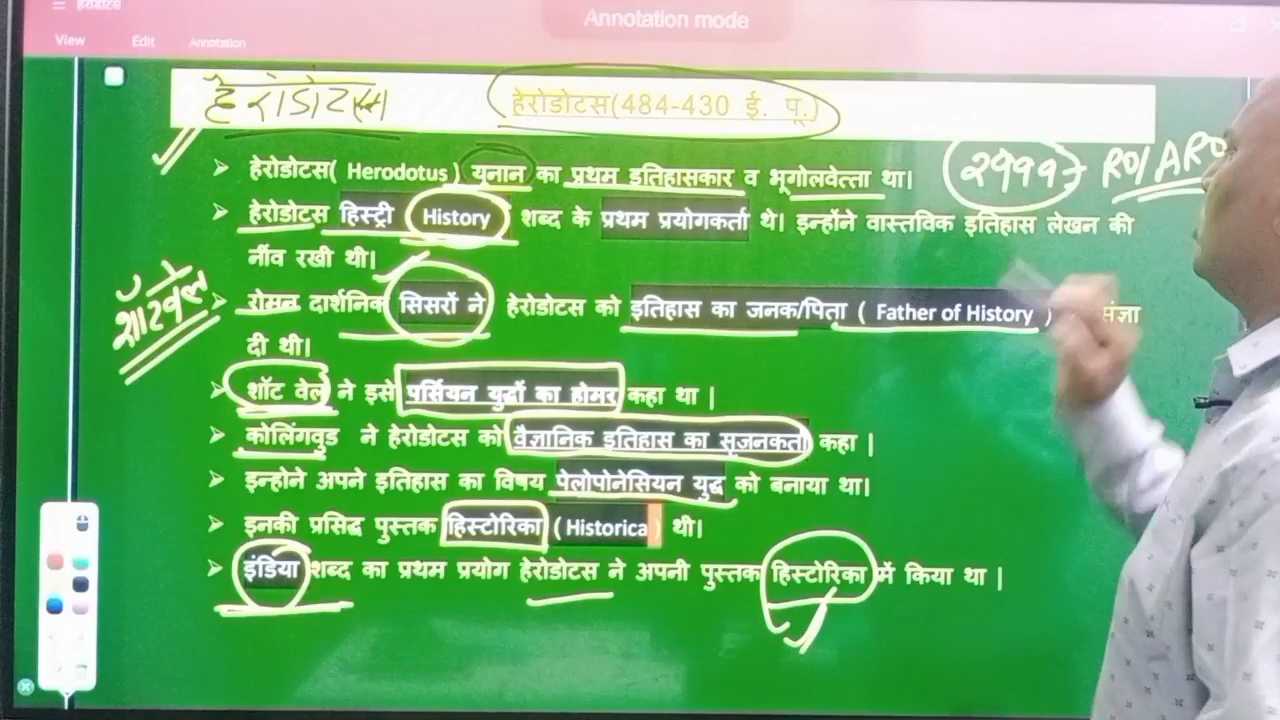 हेरोडोटस
Annotation mode
View Edit Annotation
हेरोडोटस हेरोडोटस(484-430 ई. पू.)
हेरोडोटस( Herodotus ) यूनान का प्रथम इतिहासकार व भूगोलवेत्ता था। RO/ARO
हेरोडोटस हिस्ट्री History शब्द के प्रथम प्रयोगकर्ता थे। इन्होंने वास्तविक इतिहास लेखन की
नींव रखी थी।
शॉटवेल
रोमन दार्शनिक सिसरों ने हेरोडोटस को इतिहास का जनक/पिता ( Father of History ) संज्ञा
दी थी।
शॉट वेल ने इसे पर्सियन युद्धों का होमर कहा था |
कोलिंगवुड ने हेरोडोटस को वैज्ञानिक इतिहास का सृजनकर्ता कहा |
इन्होने अपने इतिहास का विषय पेलोपोनेसियन युद्ध को बनाया था।
इनकी प्रसिद्ध पुस्तक हिस्टोरिका ( Historica ) थी।
इंडिया शब्द का प्रथम प्रयोग हेरोडोटस ने अपनी पुस्तक हिस्टोरिका में किया था |